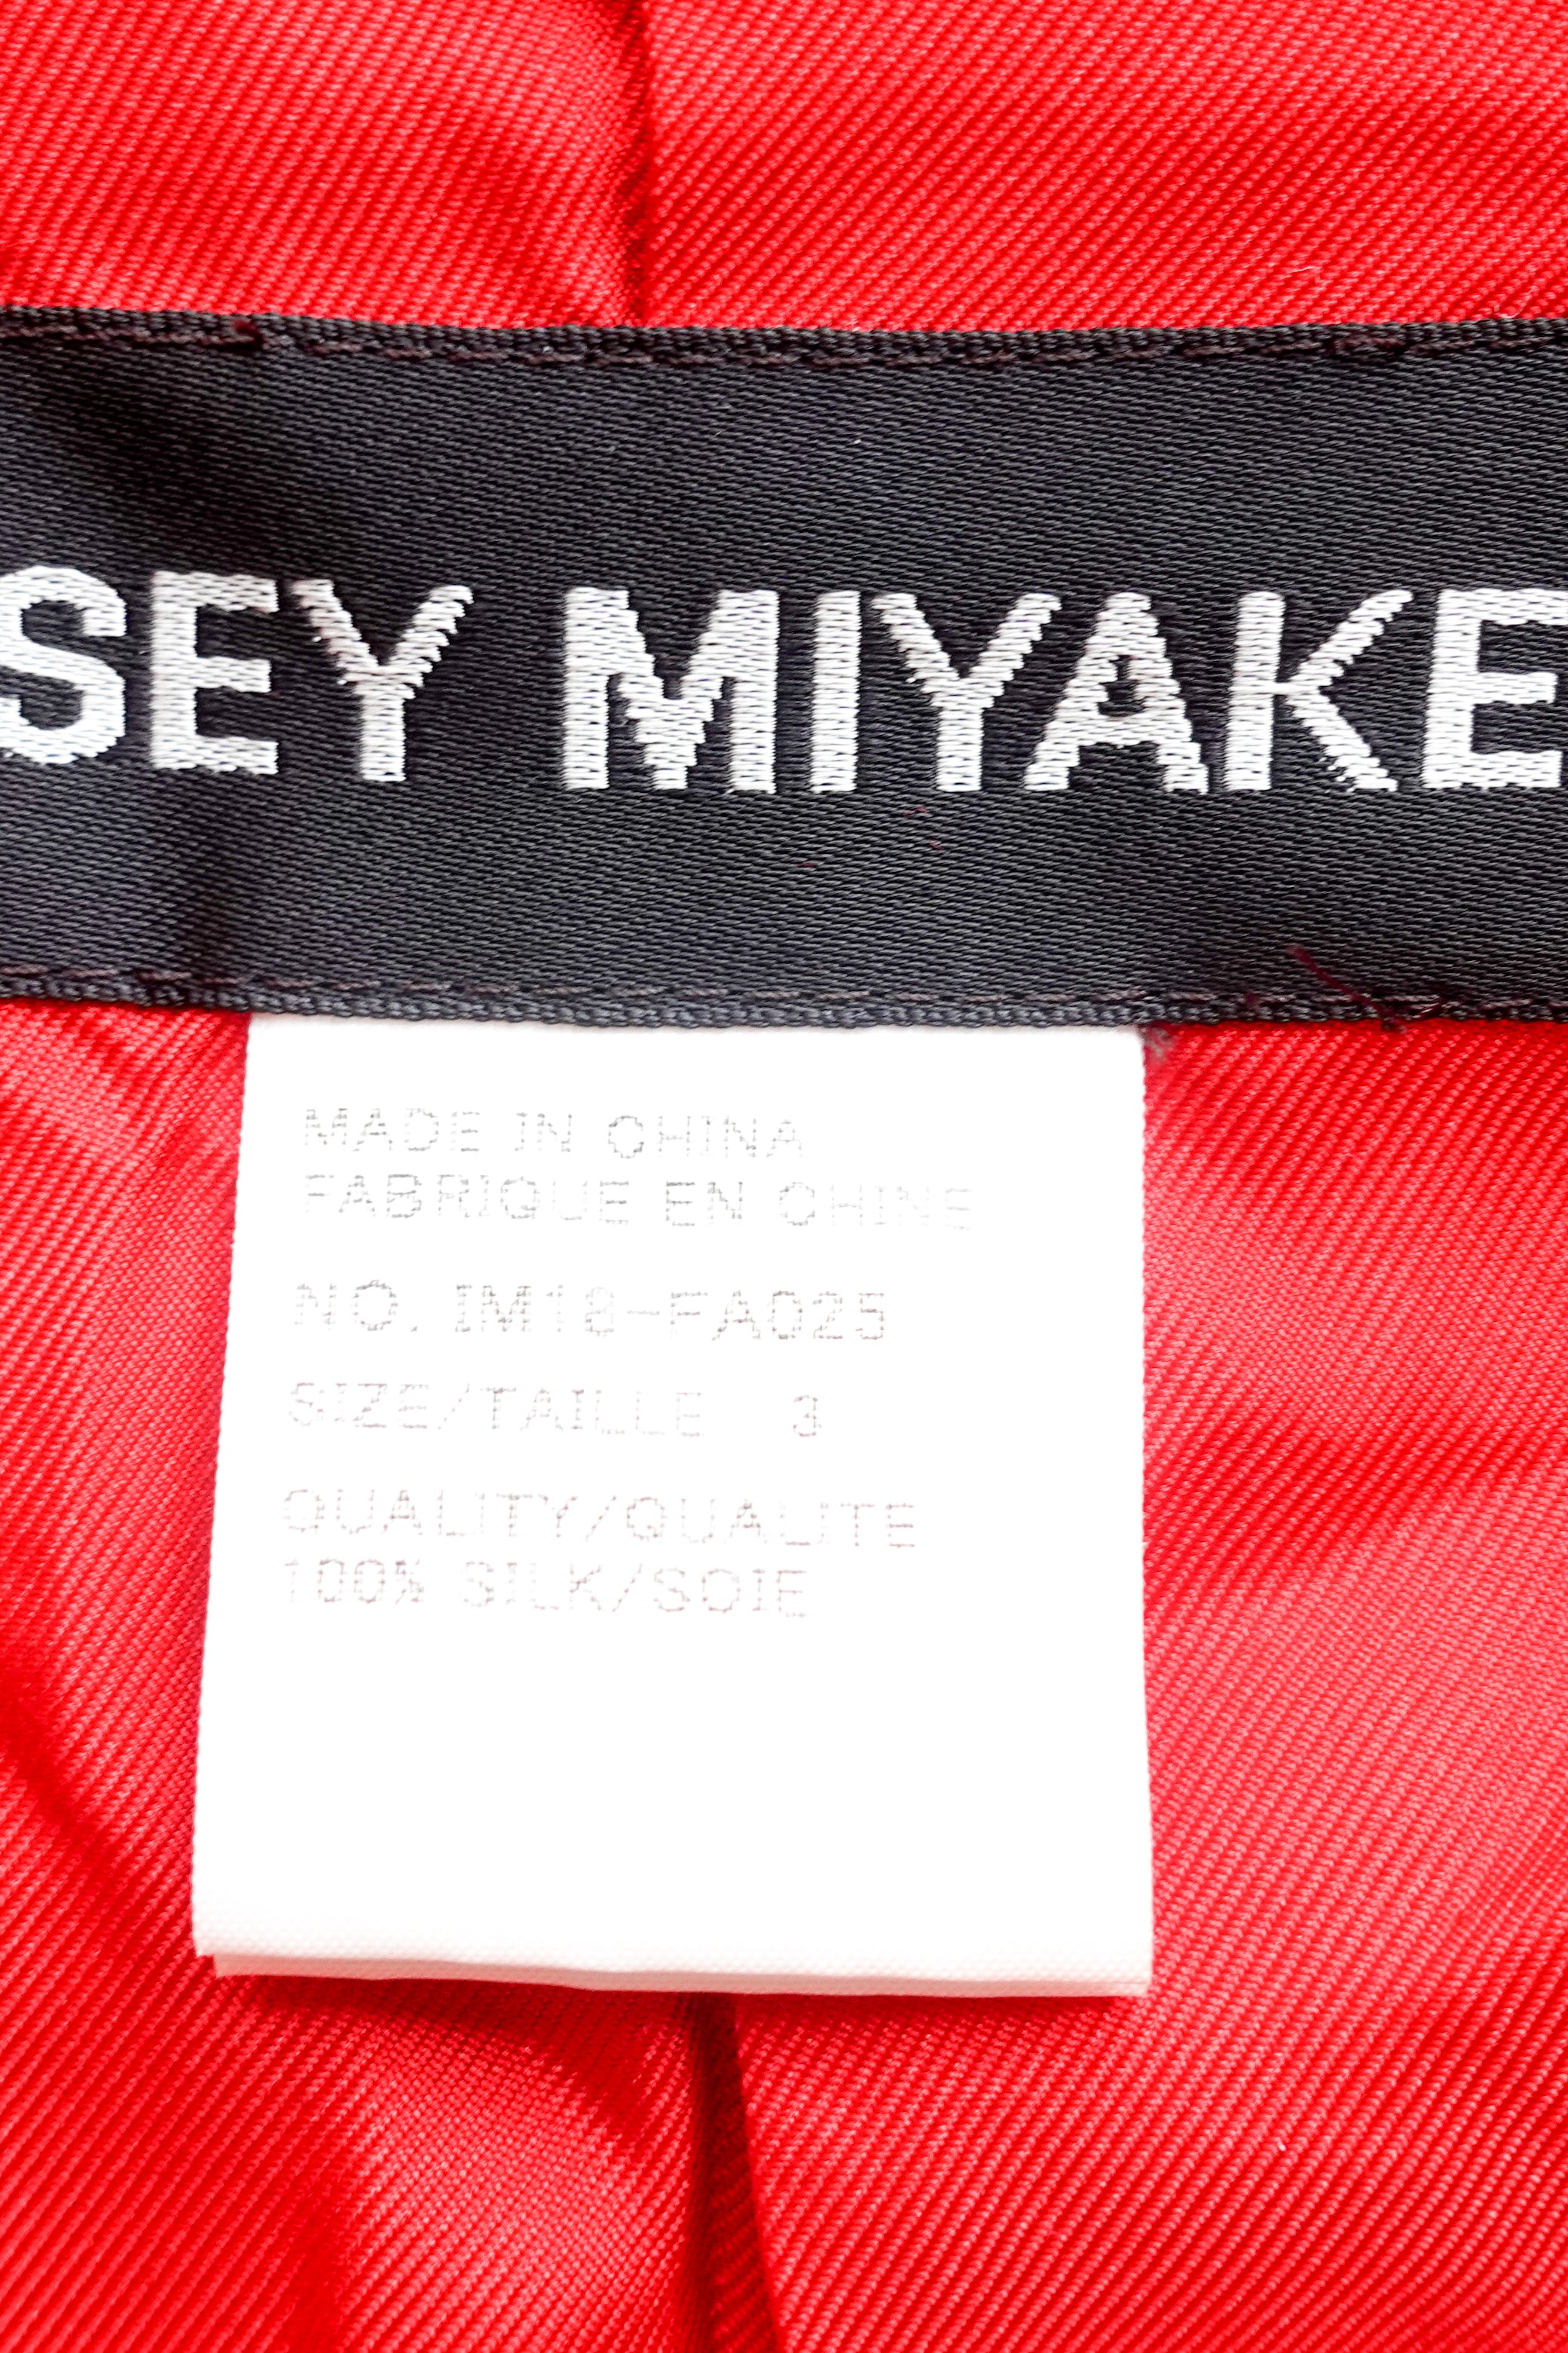 SEY MIYAKE
MADE IN CHINA
FABRIQUE EN CHINE
NO. IM18-FA025
SIZE/TAILLE 3
QUALITY/QUALITE
100% SILK/SOIE